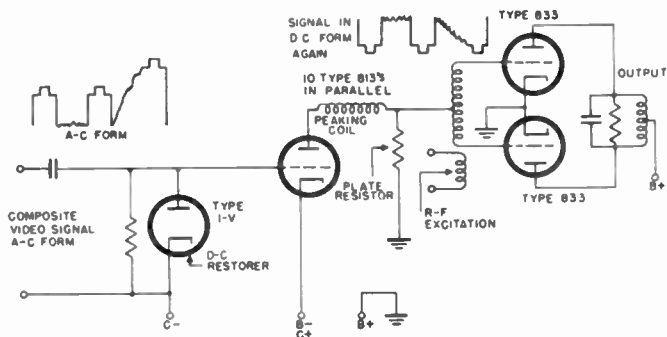 SIGNAL IN
D C FORM
AGAIN
TYPE 833
A-C FORM
10 TYPE 813's
IN PARALLEL
OUTPUT
PEAKING
COIL
COMPOSITE
VIDEO SIGNAL
A-C FORM
TYPE
1-V
D-C
RESTORER
PLATE
RESISTOR
R-F
EXCITATION
TYPE 833
B+
C-
B-
C+
B+